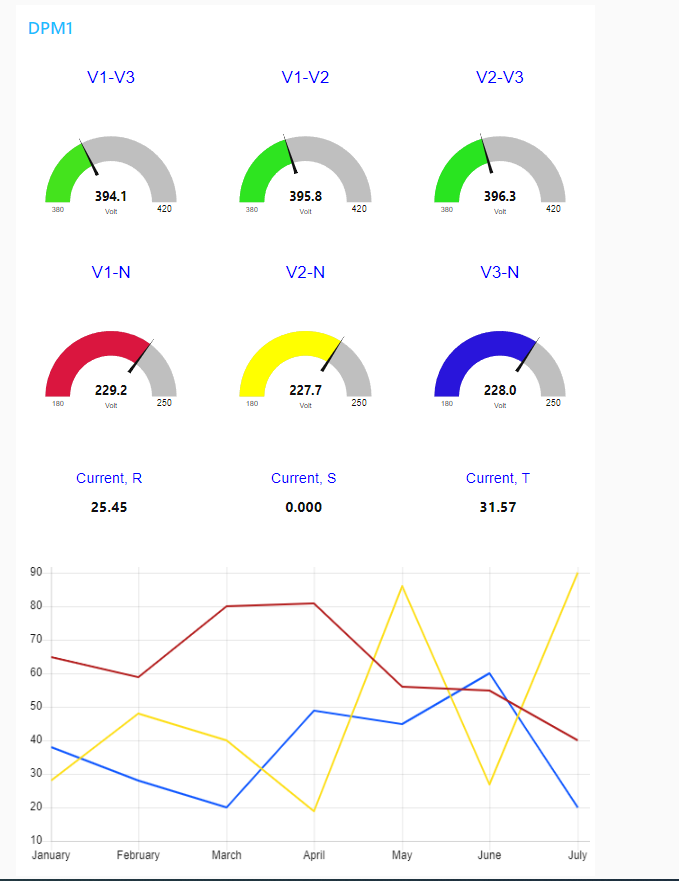 DPM1
V1-V3 V1-V2 V2-V3
394.1 395.8 396.3
380 Volt 420 380 Volt 420 380 Volt 420
V1-N V2-N V3-N
229.2 227.7 228.0
180 Volt 250 180 Volt 250 180 Volt 250
Current, R Current, S Current, T
25.45 0.000 31.57
90
80
70
60
50
40
30
20
10
January February March April May June July